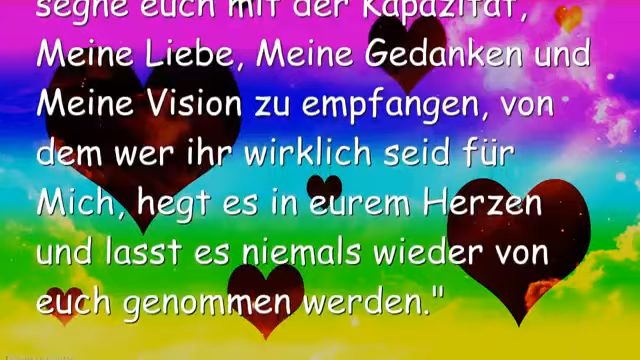 segne euch mit der Kapazität,
Meine Liebe, Meine Gedanken und
Meine Vision zu empfangen, von
dem wer ihr wirklich seid für
Mich, hegt es in eurem Herzen
und lasst es niemals wieder von
euch genommen werden."